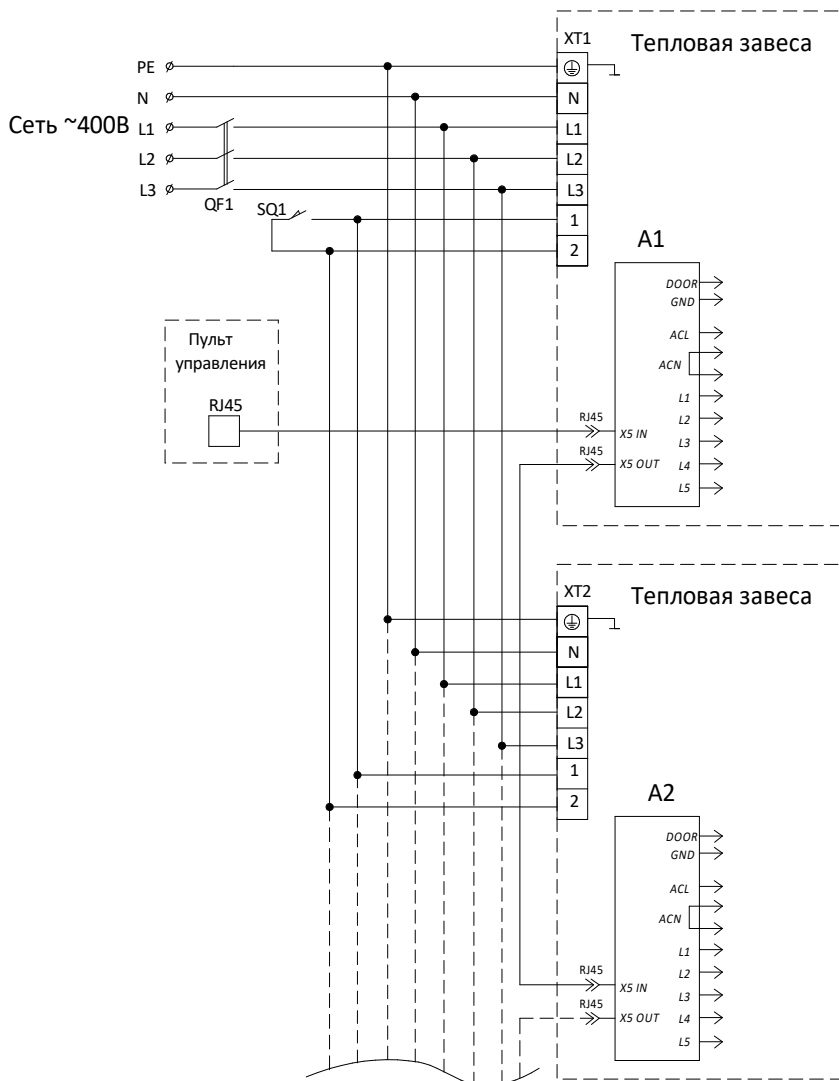 XT1
Тепловая завеса
PE
N
Сеть ~400В
L1
L2
L3
QF1
SQ1
N
L1
L2
L3
1
2
A1
DOOR
GND
ACL
ACN
L1
L2
L3
L4
L5
Пульт
управления
RJ45
RJ45
X5 IN
RJ45
X5 OUT
XT2
Тепловая завеса
N
L1
L2
L3
1
2
A2
DOOR
GND
ACL
ACN
L1
L2
L3
L4
L5
RJ45
X5 IN
RJ45
X5 OUT